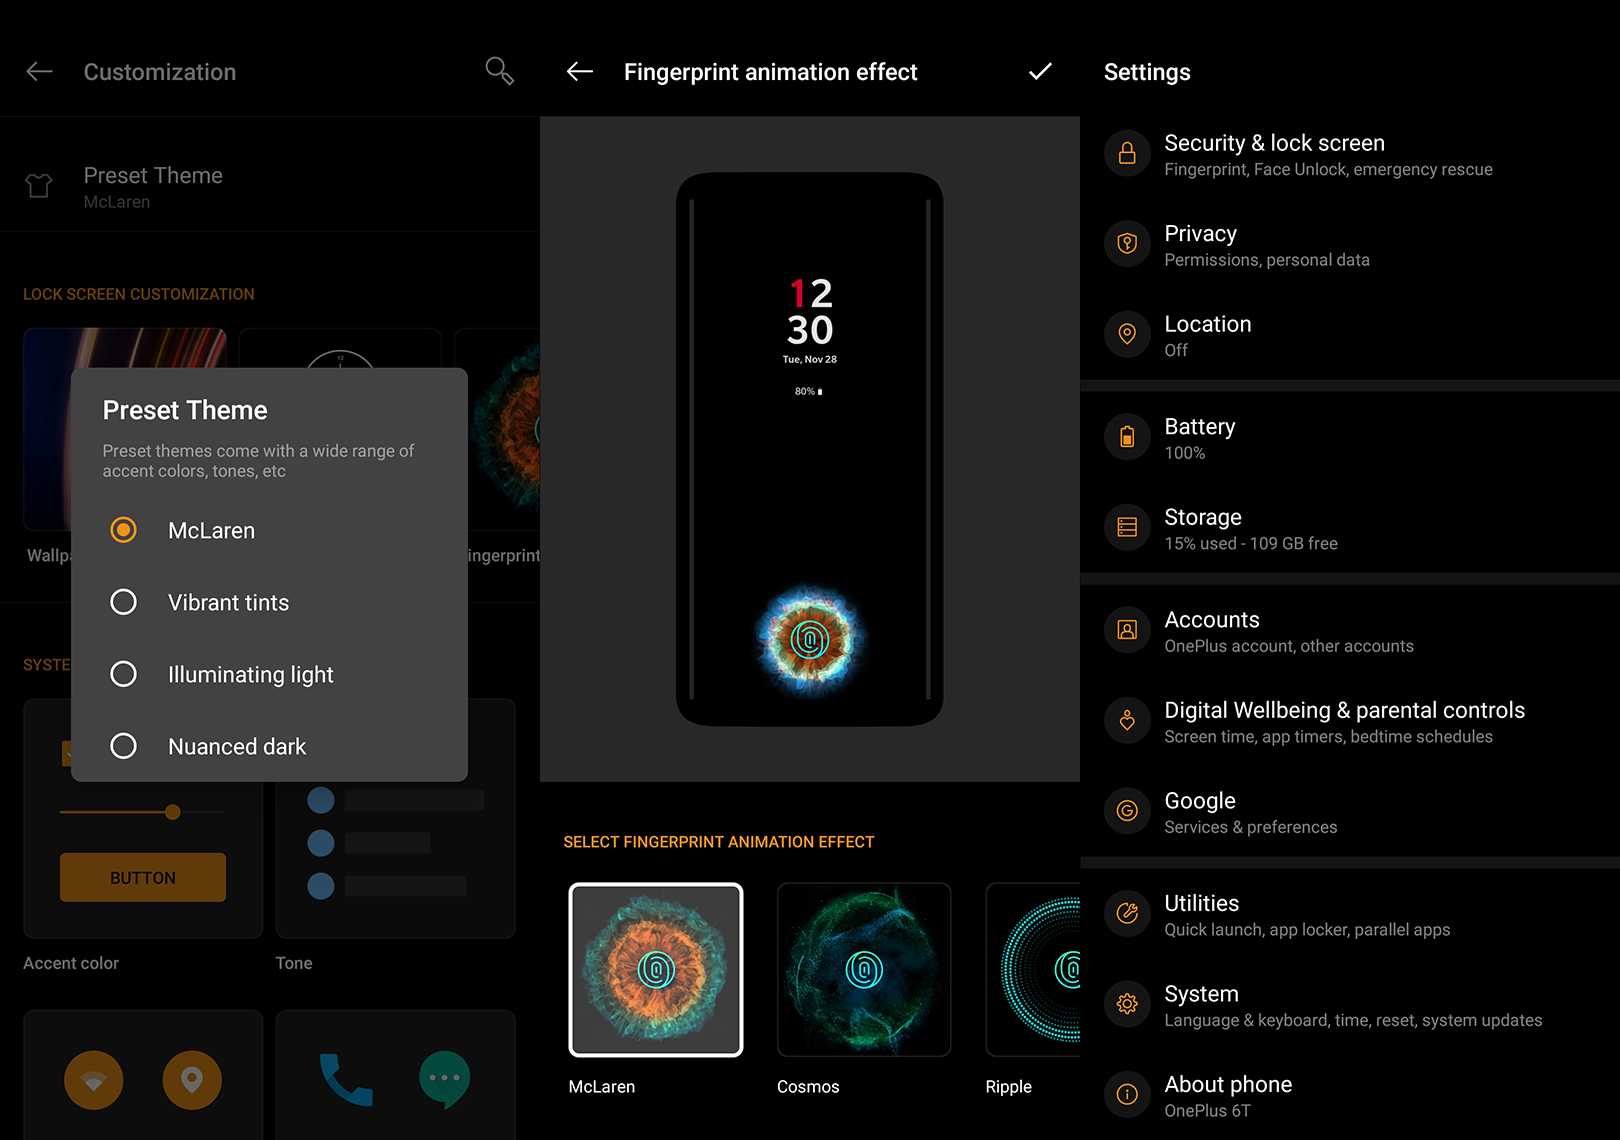 Customization
Preset Theme
McLaren
LOCK SCREEN CUSTOMIZATION
12
Preset Theme
Preset themes come with a wide range of
accent colors, tones, etc
McLaren
Vibrant tints
Illuminating light
Nuanced dark
Wallpa
ingerprint
SYSTE
BUTTON
Accent color
Tone
Fingerprint animation effect
12
30
Tue, Nov 28
80%
SELECT FINGERPRINT ANIMATION EFFECT
McLaren
Cosmos
Ripple
Settings
Security & lock screen
Fingerprint, Face Unlock, emergency rescue
Privacy
Permissions, personal data
Location
Off
Battery
100%
Storage
15% used - 109 GB free
Accounts
OnePlus account, other accounts
Digital Wellbeing & parental controls
Screen time, app timers, bedtime schedules
Google
Services & preferences
Utilities
Quick launch, app locker, parallel apps
System
Language & keyboard, time, reset, system updates
About phone
OnePlus 6T